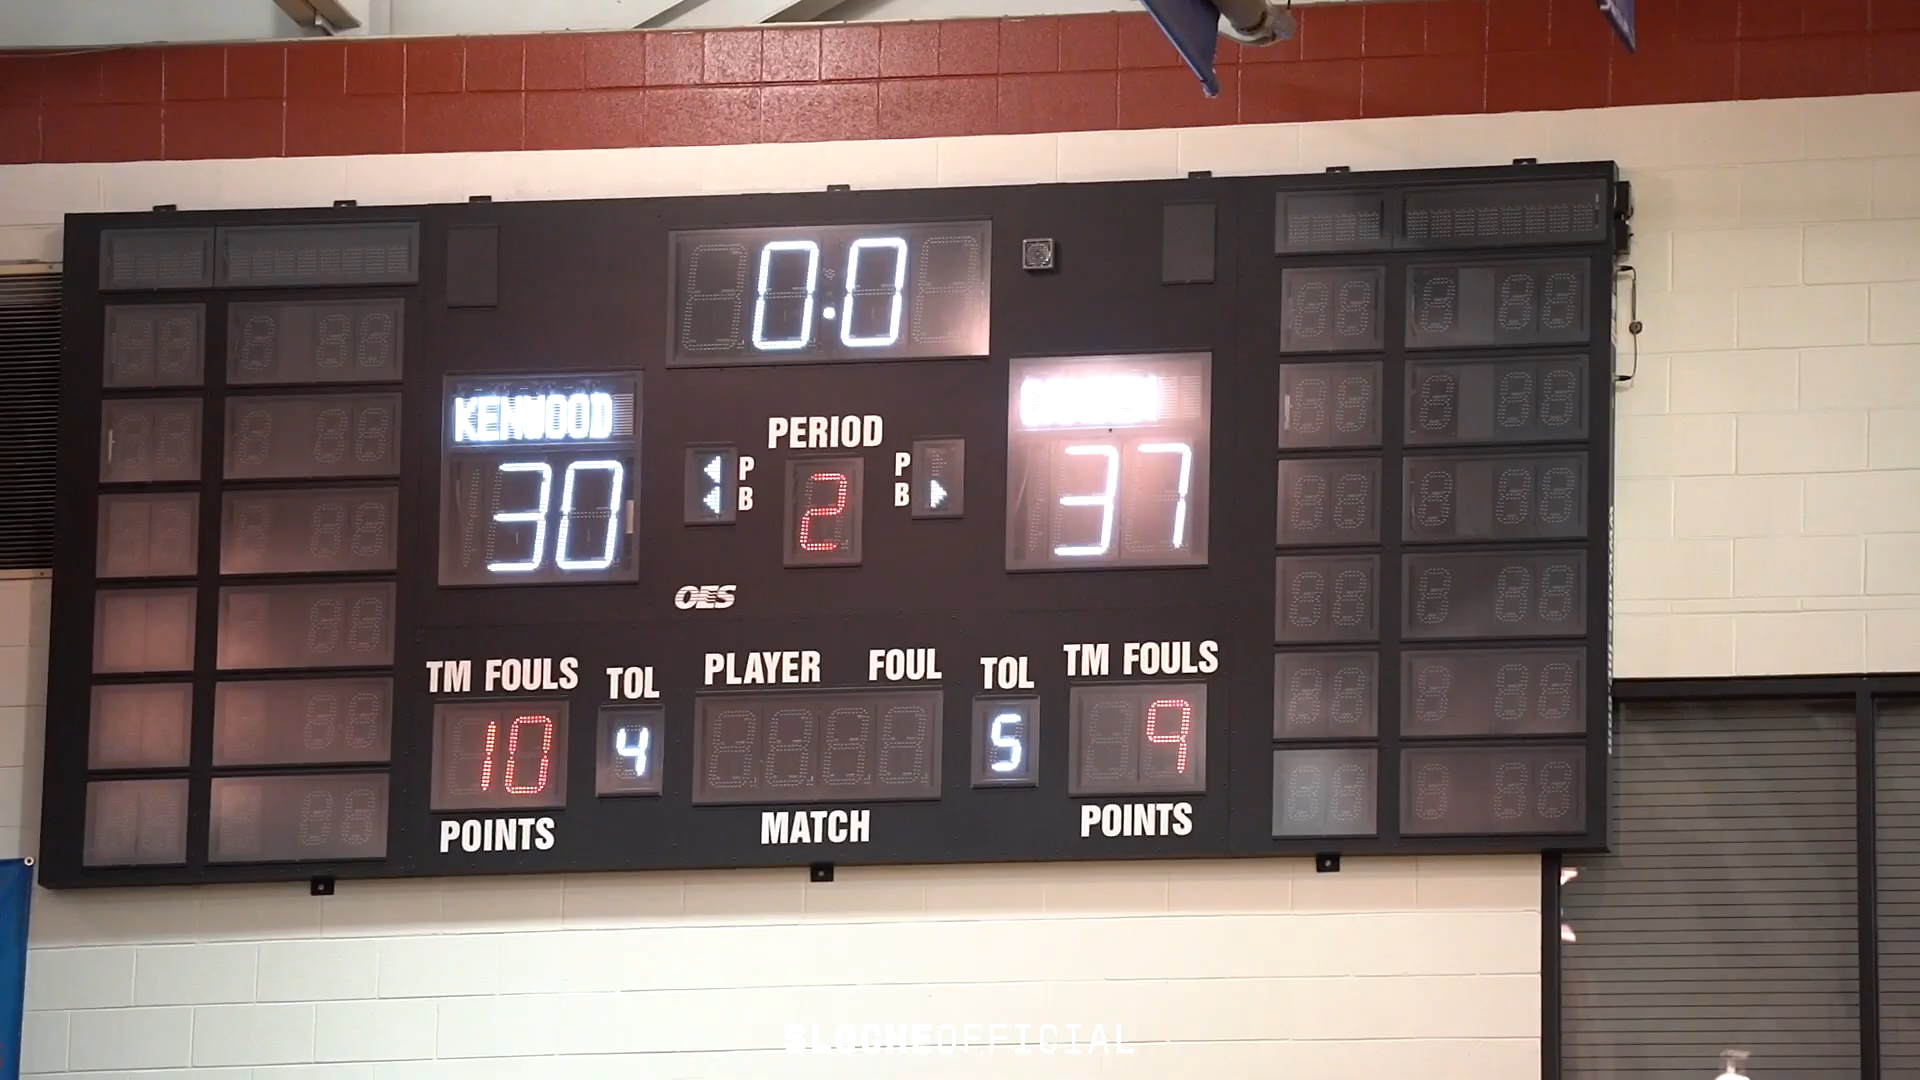 0:0
KENWOOD
30
PERIOD
2
P
B
P
B
37
OES
TM FOULS
TOL
PLAYER
FOUL
TOL
TM FOULS
10
4
5
9
POINTS
MATCH
POINTS
SLOCHEOFFICIAL